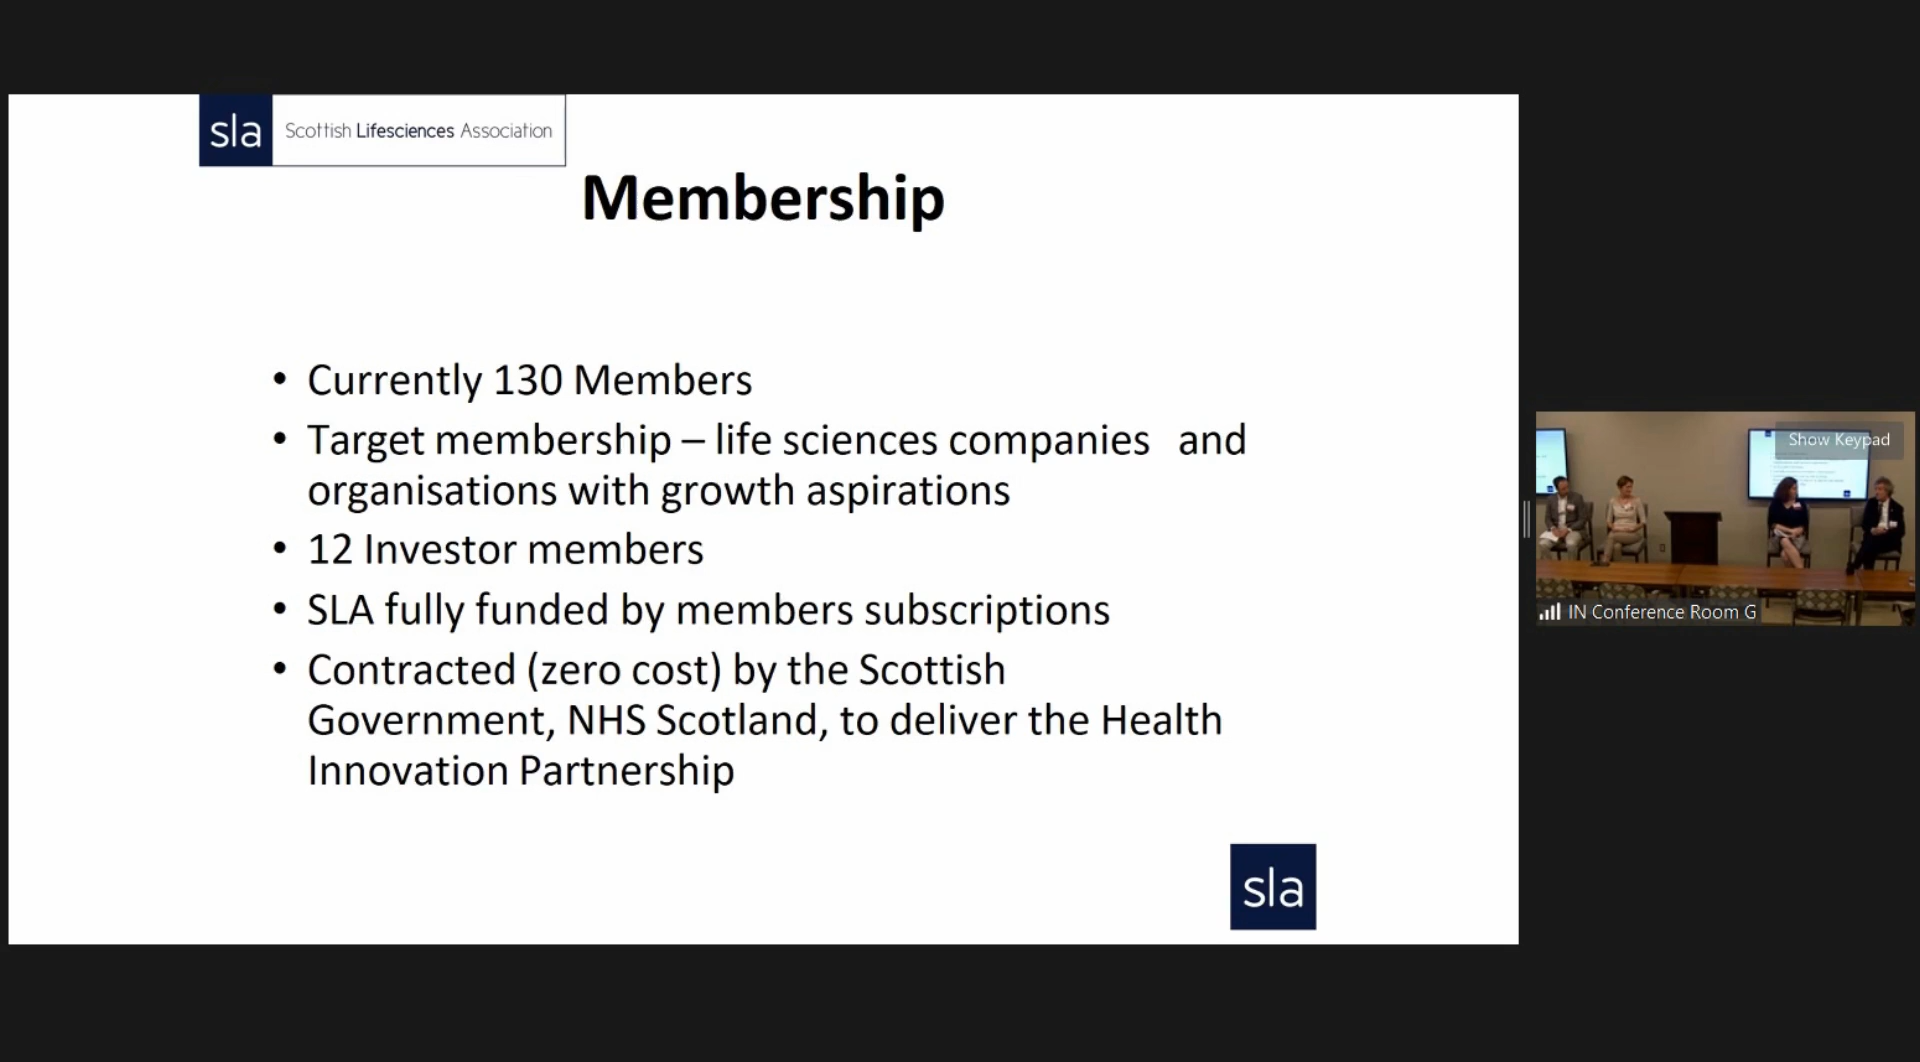 sla Scottish Lifesciences Association
Membership
• Currently 130 Members
• Target membership – life sciences companies and
organisations with growth aspirations
• 12 Investor members
• SLA fully funded by members subscriptions
• Contracted (zero cost) by the Scottish
Government, NHS Scotland, to deliver the Health
Innovation Partnership
sla
Show Keypad
IN Conference Room G